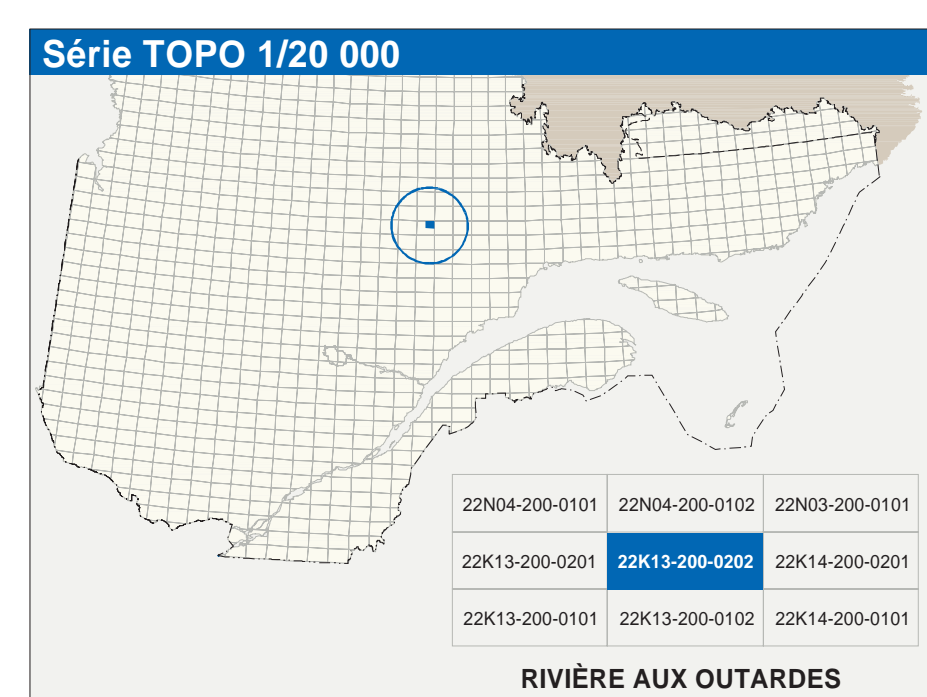 Série TOPO 1/20 000
22N04-200-0101 22N04-200-0102 22N03-200-0101
22K13-200-0201 22K13-200-0202 22K14-200-0201
22K13-200-0101 22K13-200-0102 22K14-200-0101
RIVIÈRE AUX OUTARDES